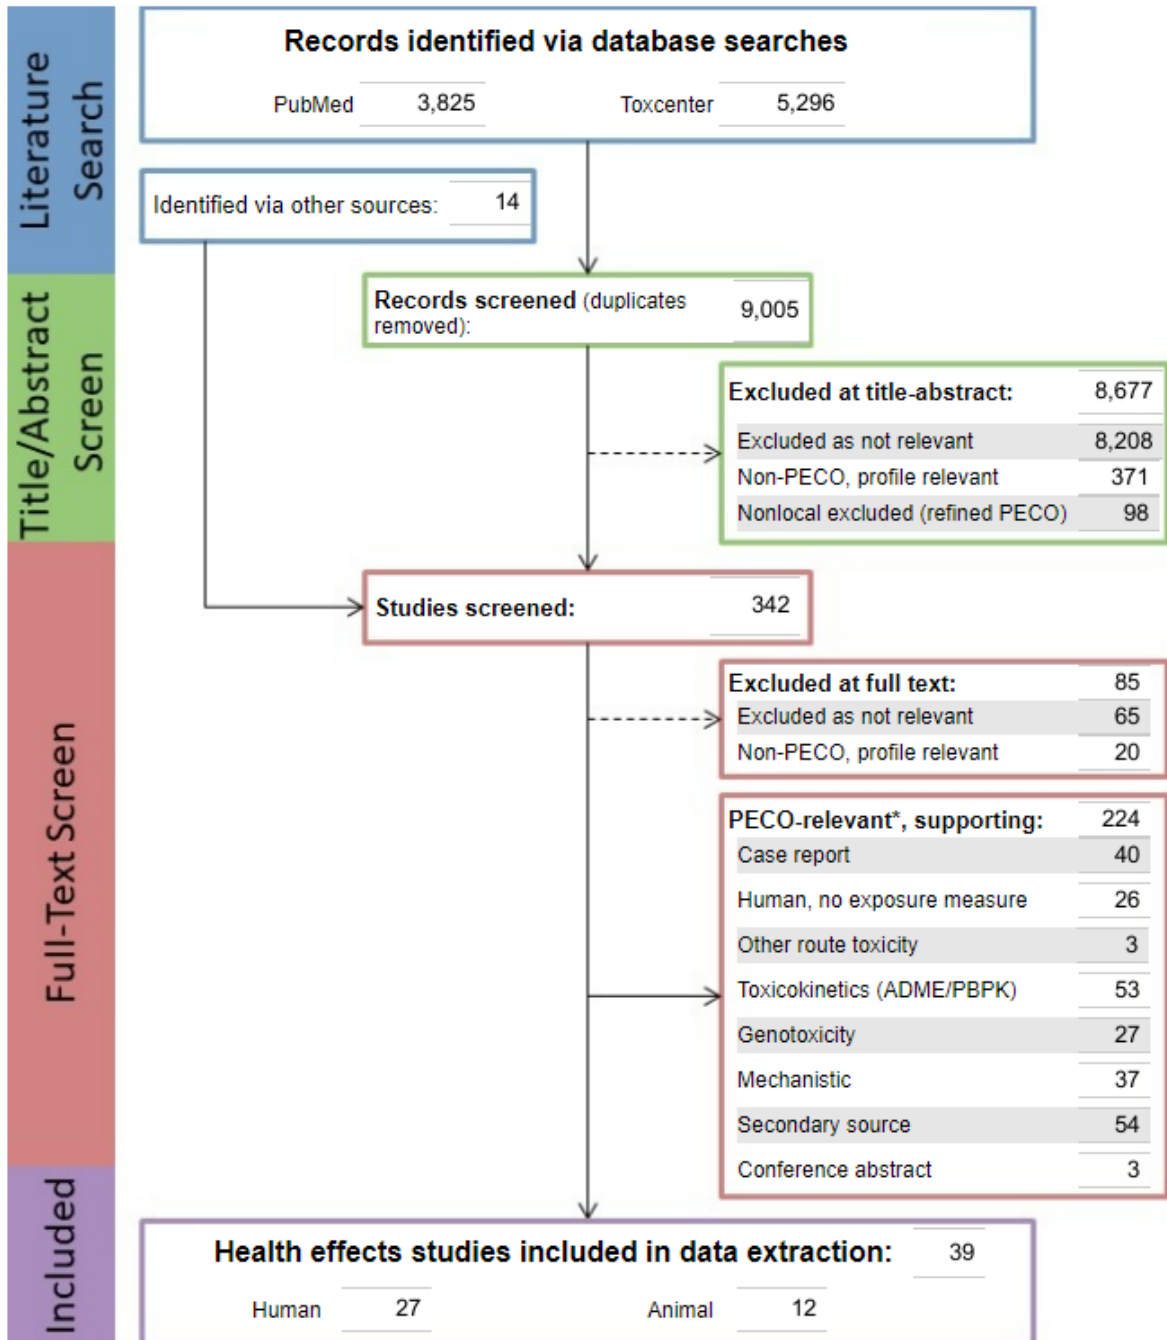 Literature
Search
Records identified via database searches
PubMed 3,825 Toxcenter 5,296
Identified via other sources: 14
Title/Abstract
Screen
Records screened (duplicates
removed): 9,005
Excluded at title-abstract: 8,677
Excluded as not relevant 8,208
Non-PECO, profile relevant 371
Nonlocal excluded (refined PECO) 98
Full-Text Screen
Studies screened: 342
Excluded at full text: 85
Excluded as not relevant 65
Non-PECO, profile relevant 20
PECO-relevant*, supporting: 224
Case report 40
Human, no exposure measure 26
Other route toxicity 3
Toxicokinetics (ADME/PBPK) 53
Genotoxicity 27
Mechanistic 37
Secondary source 54
Conference abstract 3
Included
Health effects studies included in data extraction: 39
Human 27 Animal 12